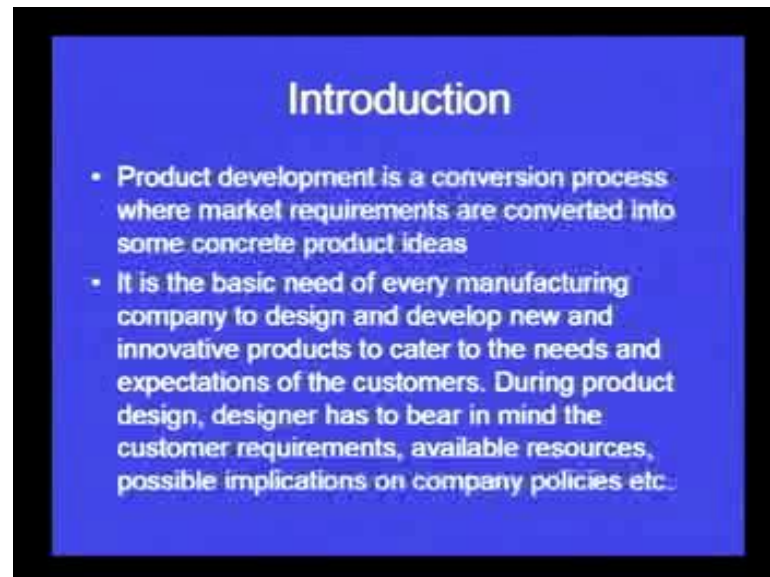 Introduction
• Product development is a conversion process
where market requirements are converted into
some concrete product ideas
• It is the basic need of every manufacturing
company to design and develop new and
innovative products to cater to the needs and
expectations of the customers. During product
design, designer has to bear in mind the
customer requirements, available resources,
possible implications on company policies etc.